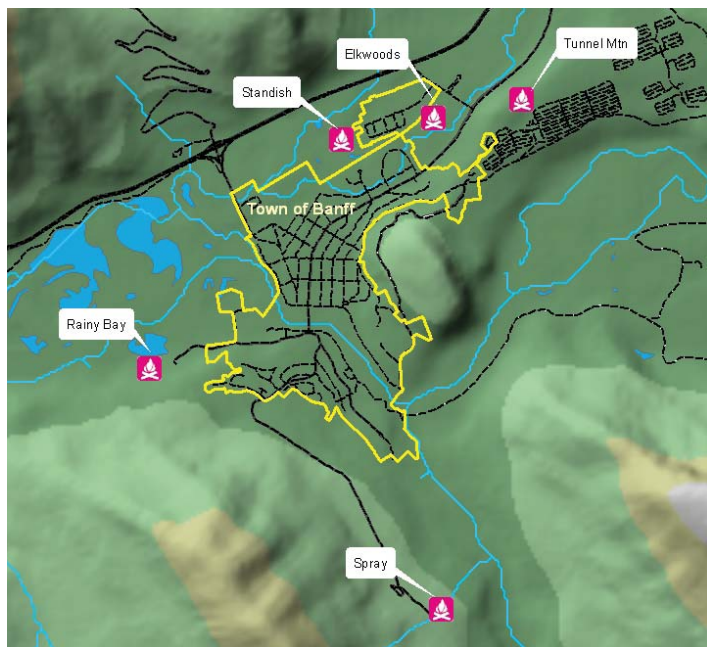 Tunnel Mtn
Elkwoods
Standish
Town of Banff
Rainy Bay
Spray